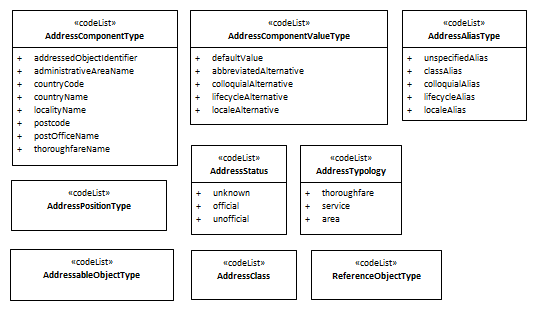 «codeList»
AddressComponentType
+ addressedObjectIdentifier
+ administrativeAreaName
+ countryCode
+ countryName
+ localityName
+ postcode
+ postOfficeName
+ thoroughfareName
«codeList»
AddressComponentValueType
+ defaultValue
+ abbreviatedAlternative
+ colloquialAlternative
+ lifecycleAlternative
+ localeAlternative
«codeList»
AddressAliasType
+ unspecifiedAlias
+ classAlias
+ colloquialAlias
+ lifecycleAlias
+ localeAlias
«codeList»
AddressStatus
+ unknown
+ official
+ unofficial
«codeList»
AddressTypology
+ thoroughfare
+ service
+ area
«codeList»
AddressPositionType
«codeList»
AddressableObjectType
«codeList»
AddressClass
«codeList»
ReferenceObjectType